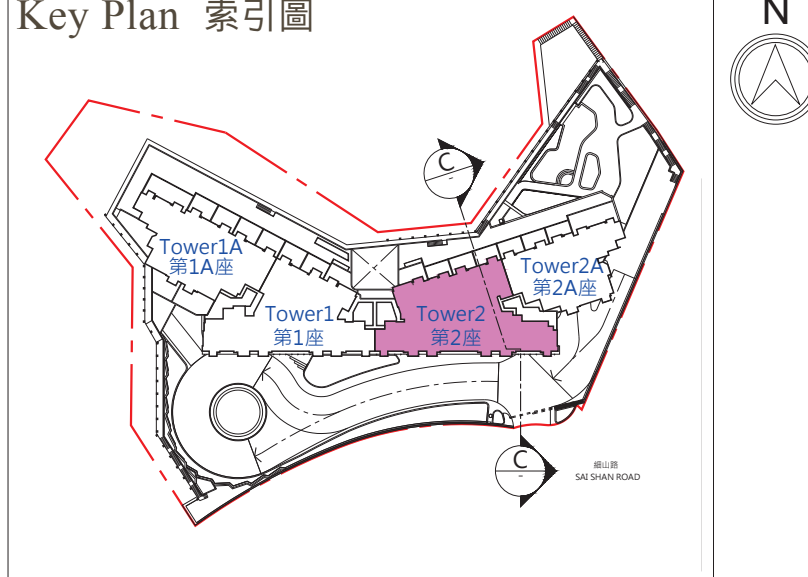 Key Plan 索引圖
N
C
Tower1A
第1A座
Tower2A
第2A座
Tower1
第1座
Tower2
第2座
C
細山路
SAI SHAN ROAD